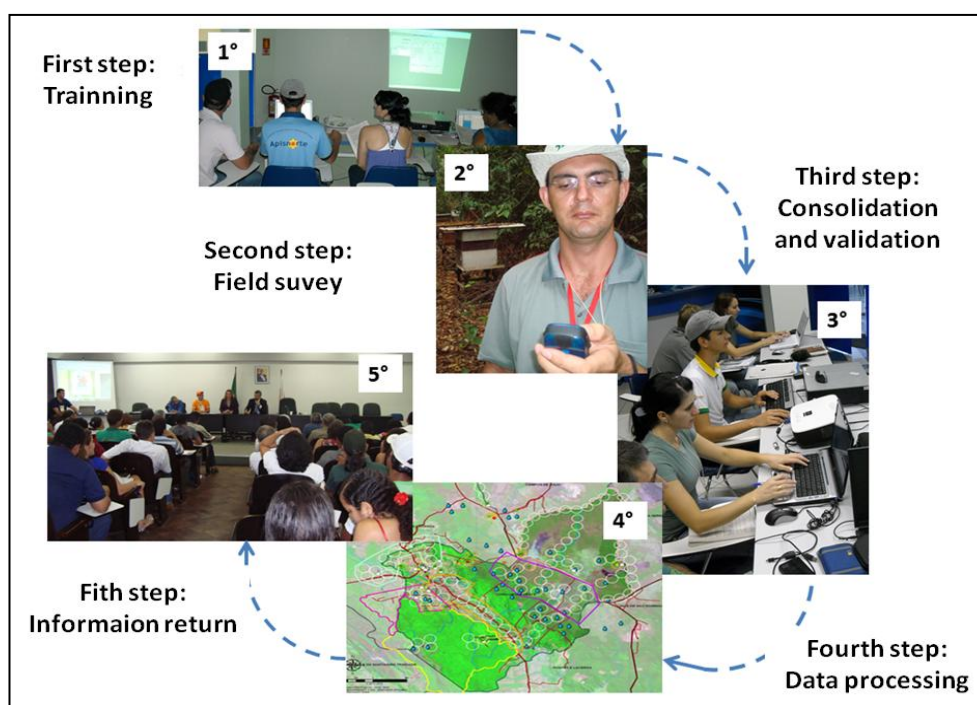 First step:
Trainning
1°
Apisnorte
2°
Second step:
Field suvey
Third step:
Consolidation
and validation
3°
5°
4°
Fith step:
Informaion return
Fourth step:
Data processing